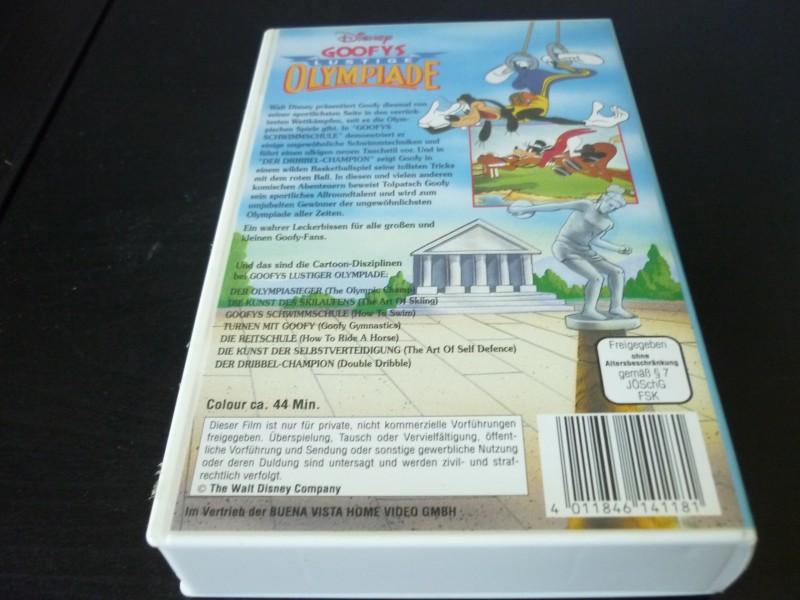 Disney
GOOFYS
LUSTIGE
OLYMPIADE
Walt Disney präsentiert Goofy diesmal von
seiner sportlichsten Seite in den verrück-
testen Wettkämpfen, seit es die Olym-
pischen Spiele gibt. In "GOOFYS
SCHWIMMSCHULE" demonstriert er
einige ungewöhnliche Schwimmtechniken und
führt einen ulkigen neuen Tauchstil vor. Und in
"DER DRIBBEL-CHAMPION" zeigt Goofy in
einem wilden Basketballspiel seine tollsten Tricks
mit dem roten Ball. In diesen und vielen anderen
komischen Abenteuern beweist Tolpatsch Goofy
sein sportliches Allroundtalent und wird zum
umjubelten Gewinner der ungewöhnlichsten
Olympiade aller Zeiten.
Ein wahrer Leckerbissen für alle großen und
kleinen Goofy-Fans.
Und das sind die Cartoon-Disziplinen
bei GOOFYS LUSTIGER OLYMPIADE:
DER OLYMPIASIEGER (The Olympic Champ)
DIE KUNST DES SKILAUFENS (The Art Of Skiing)
GOOFYS SCHWIMMSCHULE (How To Swim)
TURNEN MIT GOOFY (Goofy Gymnastics)
DIE REITSCHULE (How To Ride A Horse)
DIE KUNST DER SELBSTVERTEIDIGUNG (The Art Of Self Defence)
DER DRIBBEL-CHAMPION (Double Dribble)
Freigegeben
ohne
Altersbeschränkung
gemäß § 7
JÖSchG
FSK
Colour ca. 44 Min.
Dieser Film ist nur für private, nicht kommerzielle Vorführungen
freigegeben. Überspielung, Tausch oder Vervielfältigung, öffent-
liche Vorführung und Sendung oder sonstige gewerbliche Nutzung
oder deren Duldung sind untersagt und werden zivil- und straf-
rechtlich verfolgt.
© The Walt Disney Company
Im Vertrieb der BUENA VISTA HOME VIDEO GMBH
4 011846 141181